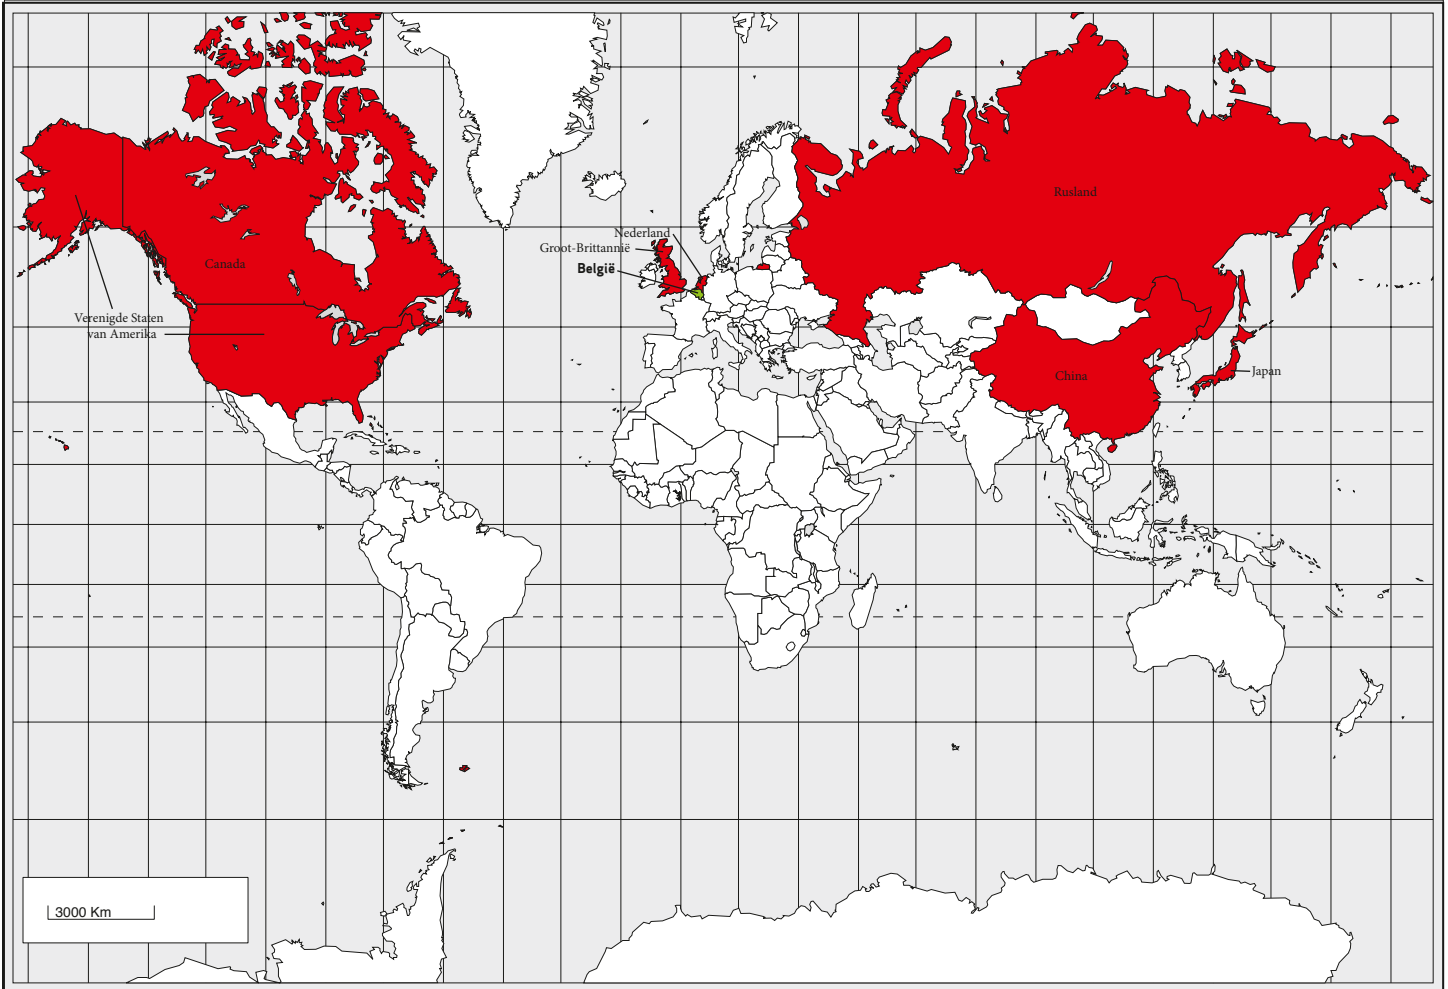 Rusland
Nederland
Groot-Brittannië
België
Canada
Verenigde Staten
van Amerika
China
Japan
3000 Km